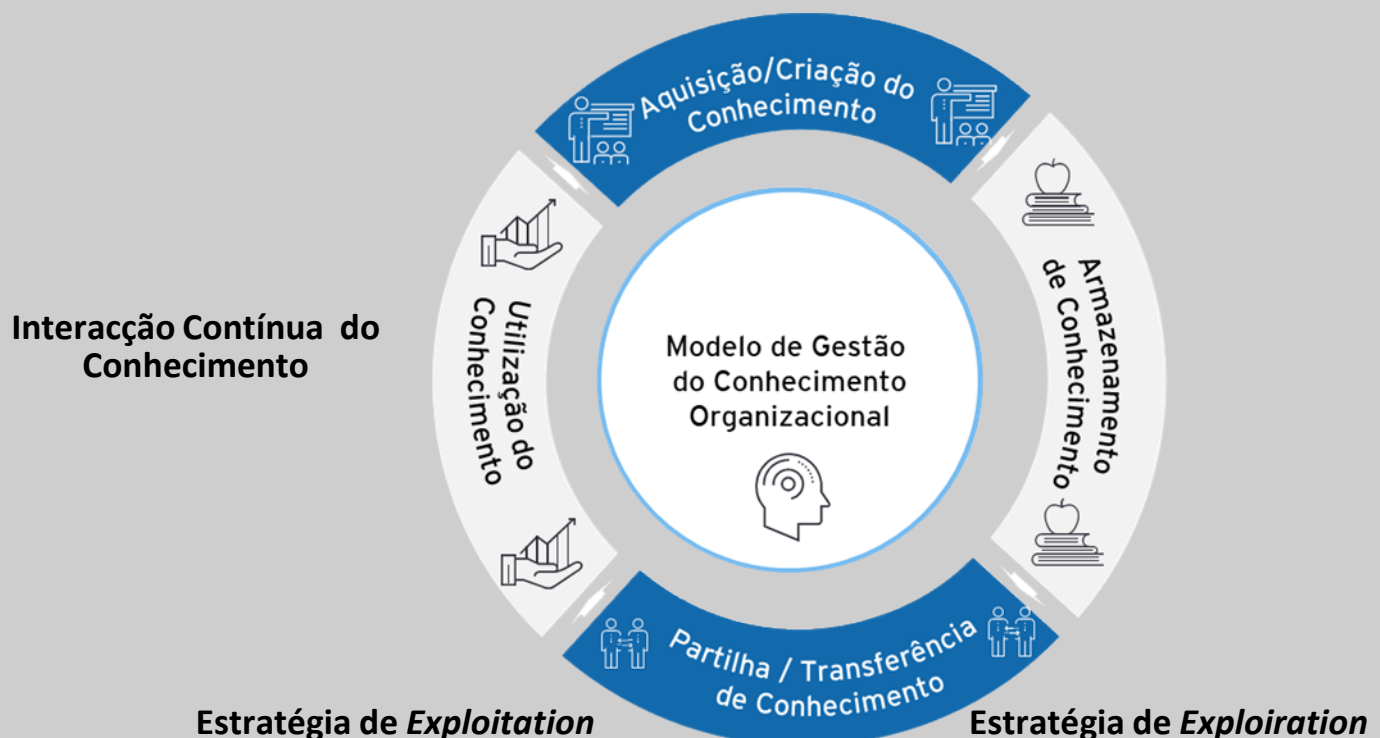 Aquisição/Criação do
Conhecimento
Armazenamento
de Conhecimento
Interacção Contínua do
Conhecimento
Utilização do
Conhecimento
Modelo de Gestão
do Conhecimento
Organizacional
Partilha / Transferência
de Conhecimento
Estratégia de Exploitation
Estratégia de Exploiration